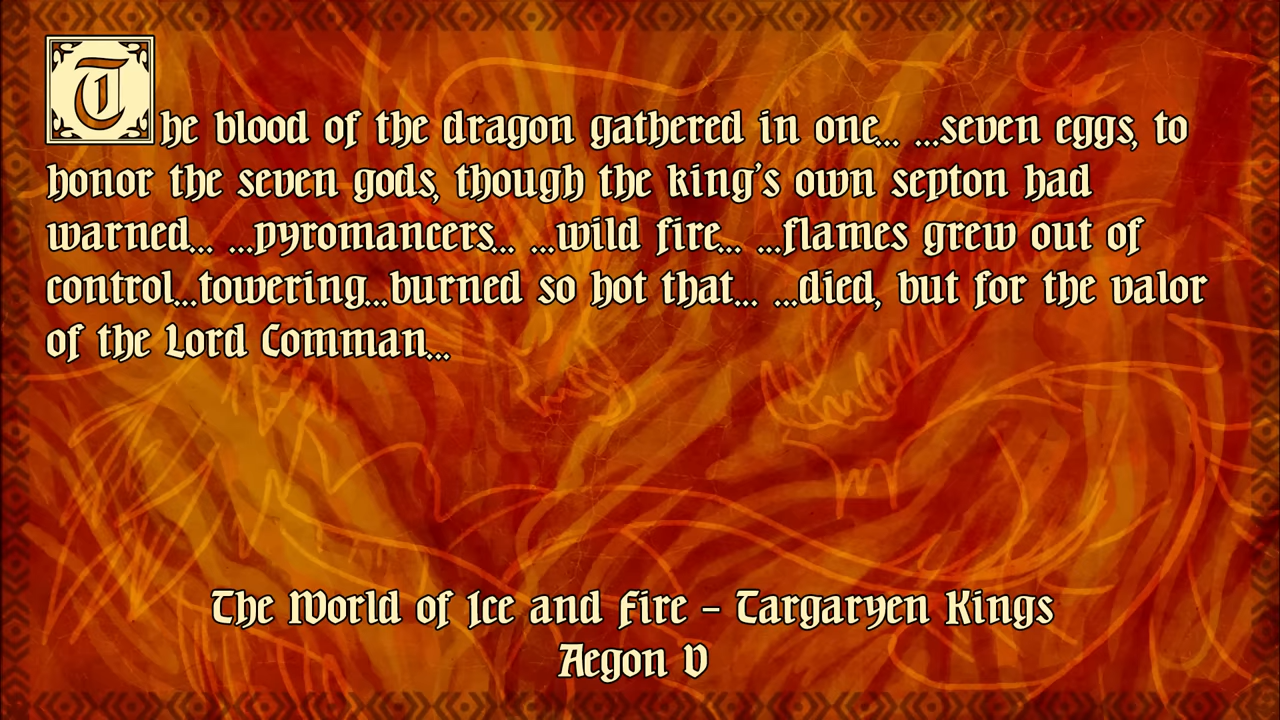 The blood of the dragon gathered in one... ...seven eggs, to
honor the seven gods, though the king's own septon had
warned... ...pyromancers... ...wild fire... ...flames grew out of
control...towering...burned so hot that... ...died, but for the valor
of the Lord Comman...
The World of Ice and Fire – Targaryen Kings
Aegon V